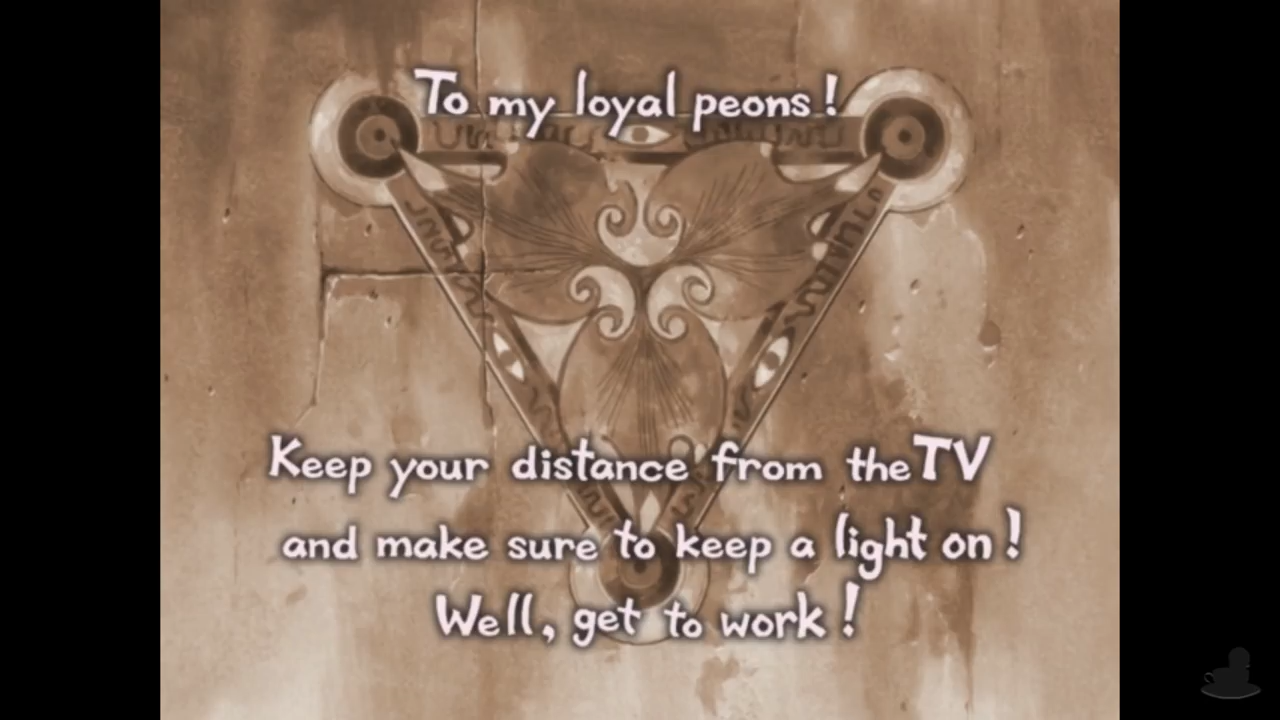 To my loyal peons!
Keep your distance from the TV
and make sure to keep a light on!
Well, get to work!